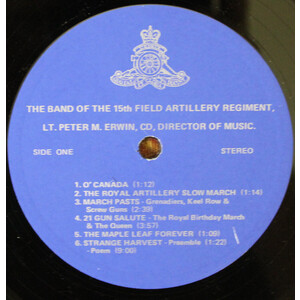 THE BAND OF THE 15th FIELD ARTILLERY REGIMENT,
LT. PETER M. ERWIN, CD, DIRECTOR OF MUSIC.
SIDE ONE STEREO
1. O'CANADA (1:12)
2. THE ROYAL ARTILLERY SLOW MARCH (1:14)
3. MARCH PASTS - Grenadiers, Keel Row &
Screw Guns (2:39)
4. 21 GUN SALUTE - The Royal Birthday March
& The Queen (3:57)
5. THE MAPLE LEAF FOREVER (1:09)
6. STRANGE HARVEST - Preamble (1:22)
- Poem (9:00)